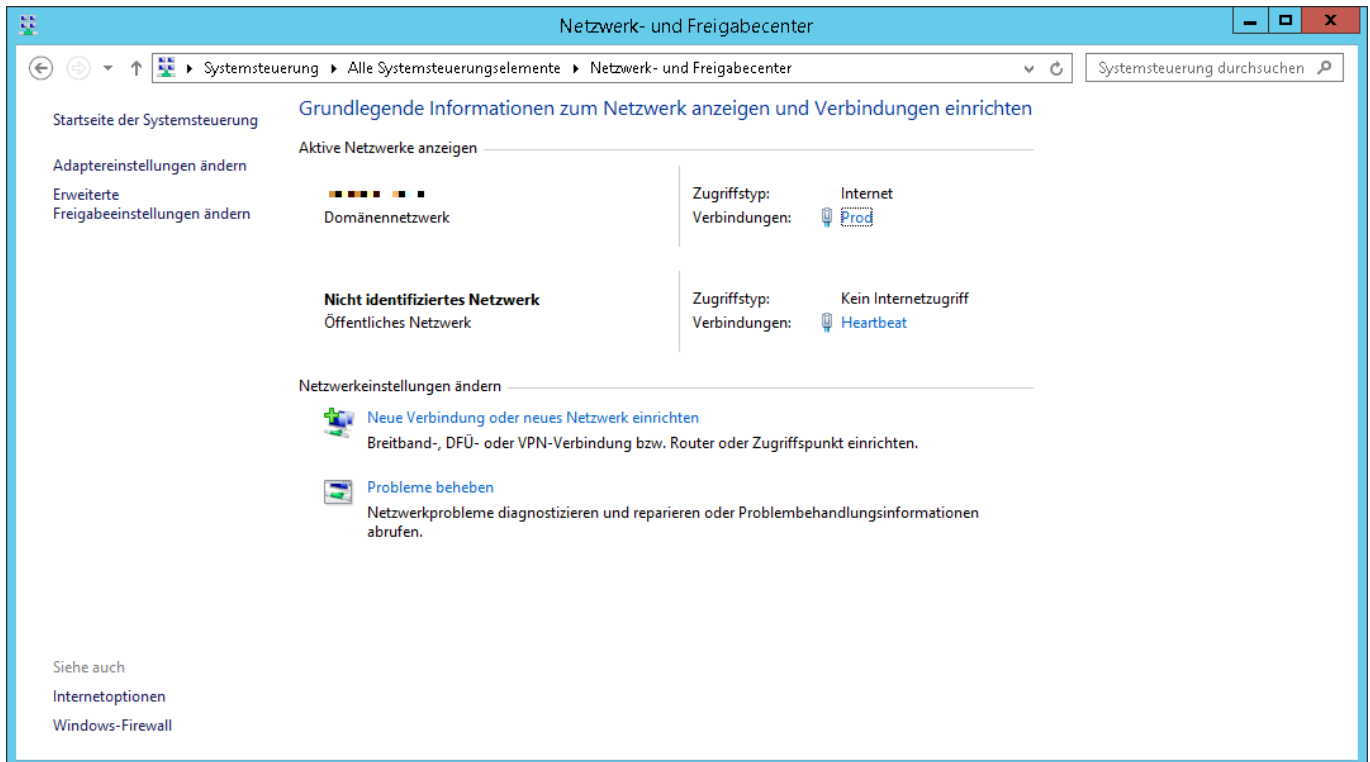 Netzwerk- und Freigabecenter
Systemsteuerung Alle Systemsteuerungselemente Netzwerk- und Freigabecenter
Systemsteuerung durchsuchen
Startseite der Systemsteuerung
Adaptereinstellungen ändern
Erweiterte
Freigabeeinstellungen ändern
Grundlegende Informationen zum Netzwerk anzeigen und Verbindungen einrichten
Aktive Netzwerke anzeigen
Domänennetzwerk
Zugriffstyp: Internet
Verbindungen: Prod
Nicht identifiziertes Netzwerk
Öffentliches Netzwerk
Zugriffstyp: Kein Internetzugriff
Verbindungen: Heartbeat
Netzwerkeinstellungen ändern
Neue Verbindung oder neues Netzwerk einrichten
Breitband-, DFÜ- oder VPN-Verbindung bzw. Router oder Zugriffspunkt einrichten.
Probleme beheben
Netzwerkprobleme diagnostizieren und reparieren oder Problembehandlungsinformationen
abrufen.
Siehe auch
Internetoptionen
Windows-Firewall